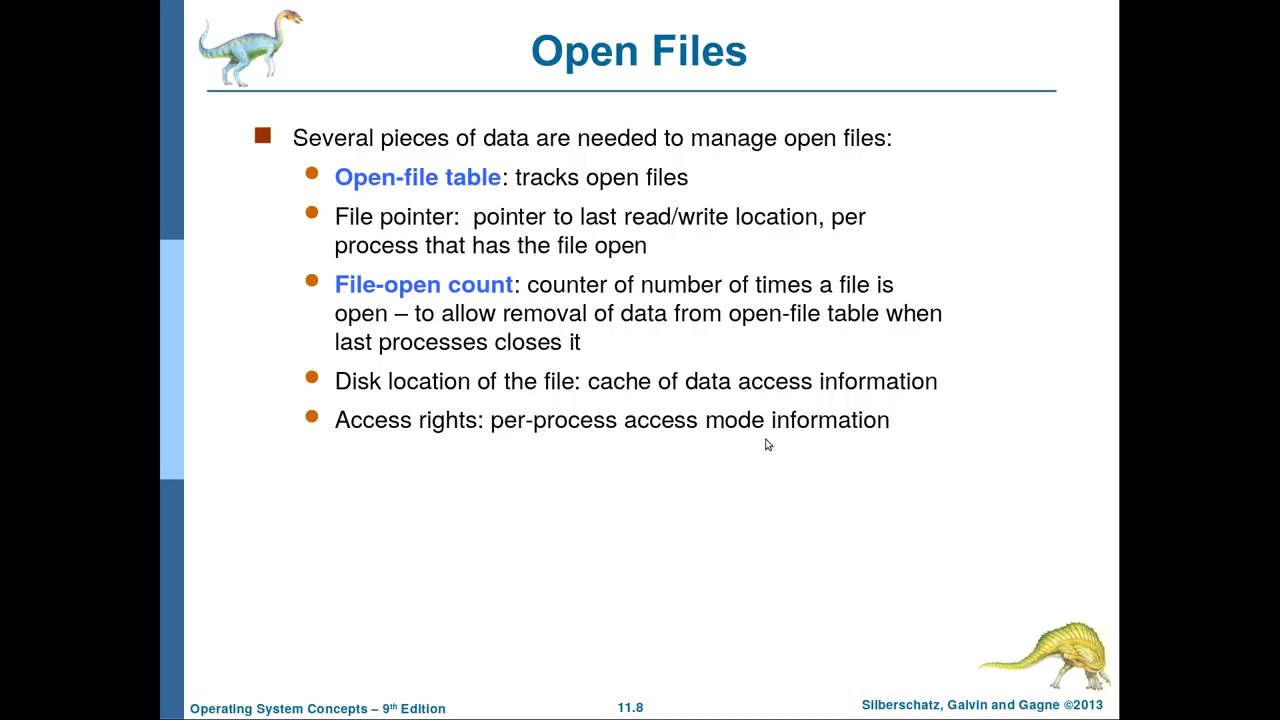 Open Files
Several pieces of data are needed to manage open files:
Open-file table: tracks open files
File pointer:  pointer to last read/write location, per
process that has the file open
File-open count: counter of number of times a file is
open – to allow removal of data from open-file table when
last processes closes it
Disk location of the file: cache of data access information
Access rights: per-process access mode information
Operating System Concepts – 9th Edition
11.8
Silberschatz, Galvin and Gagne ©2013